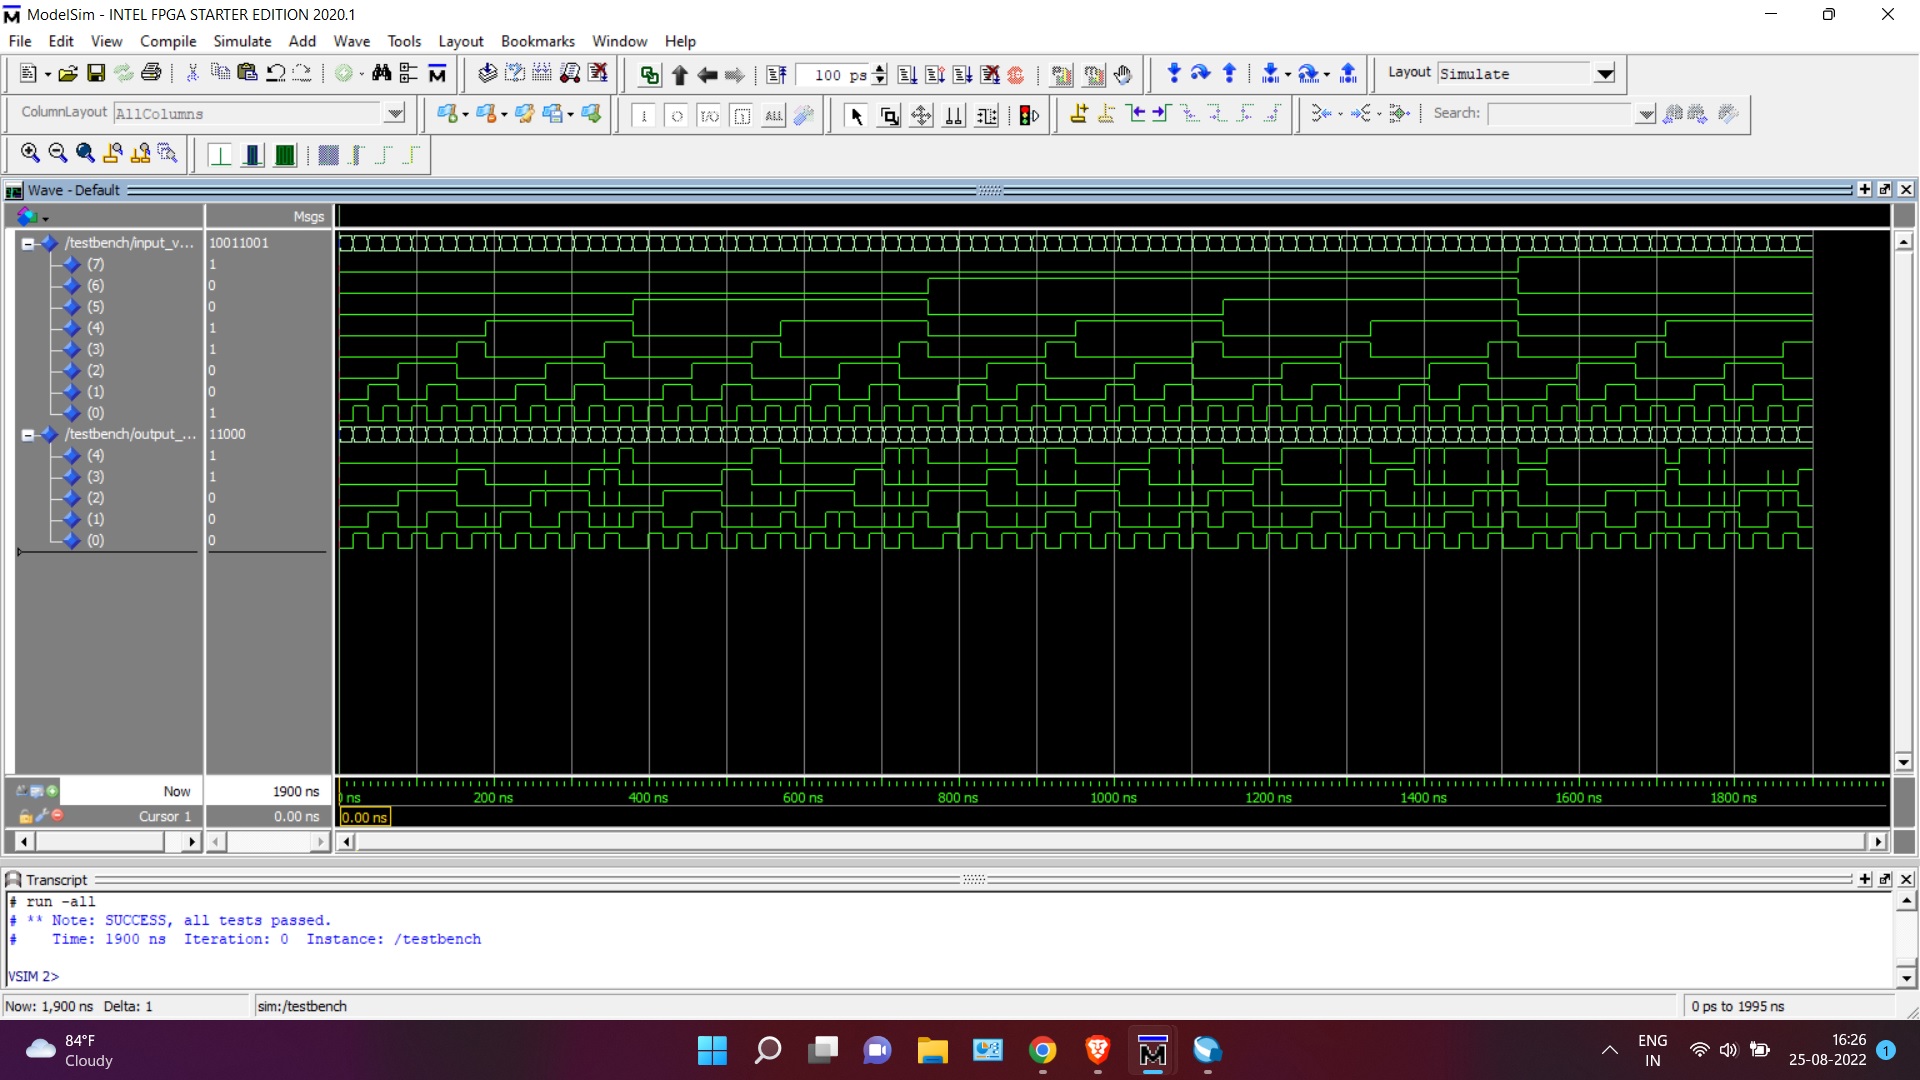 ModelSim - INTEL FPGA STARTER EDITION 2020.1
File Edit View Compile Simulate Add Wave Tools Layout Bookmarks Window Help
100 ps
Layout Simulate
ColumnLayout AllColumns
ALL
Search:
Wave - Default
Msgs
/testbench/input_v... 10011001
(7) 1
(6) 0
(5) 0
(4) 1
(3) 1
(2) 0
(1) 0
(0) 1
/testbench/output_... 11000
(4) 1
(3) 1
(2) 0
(1) 0
(0) 0
Now 1900 ns
ns 200 ns 400 ns 600 ns 800 ns 1000 ns 1200 ns 1400 ns 1600 ns 1800 ns
Cursor 1 0.00 ns
0.00 ns
Transcript
# run -all
# ** Note: SUCCESS, all tests passed.
#    Time: 1900 ns  Iteration: 0  Instance: /testbench
VSIM 2>
Now: 1,900 ns Delta: 1
sim:/testbench
0 ps to 1995 ns
84°F
Cloudy
ENG
IN
16:26
25-08-2022
1